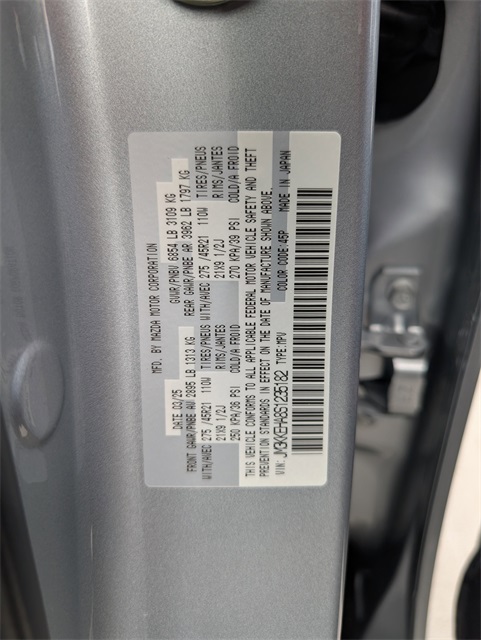 MFD. BY MAZDA MOTOR CORPORATION
DATE 03/25 GVWR/PNBV 6854 LB 3109 KG
FRONT GAWR/PNBE AV 2895 LB 1313 KG REAR GAWR/PNBE AR 3962 LB 1797 KG
WITH/AVEC 275 /45R21 110W TIRES/PNEUS WITH/AVEC 275 /45R21 110W TIRES/PNEUS
21X9 1/2J RIMS/JANTES 21X9 1/2J RIMS/JANTES
250 KPA/36 PSI COLD/A FROID 270 KPA/39 PSI COLD/A FROID
THIS VEHICLE CONFORMS TO ALL APPLICABLE FEDERAL MOTOR VEHICLE SAFETY AND THEFT
PREVENTION STANDARDS IN EFFECT ON THE DATE OF MANUFACTURE SHOWN ABOVE.
VIN: JM3KKEHA8S1235182 TYPE:MPV COLOR CODE:45P MADE IN JAPAN